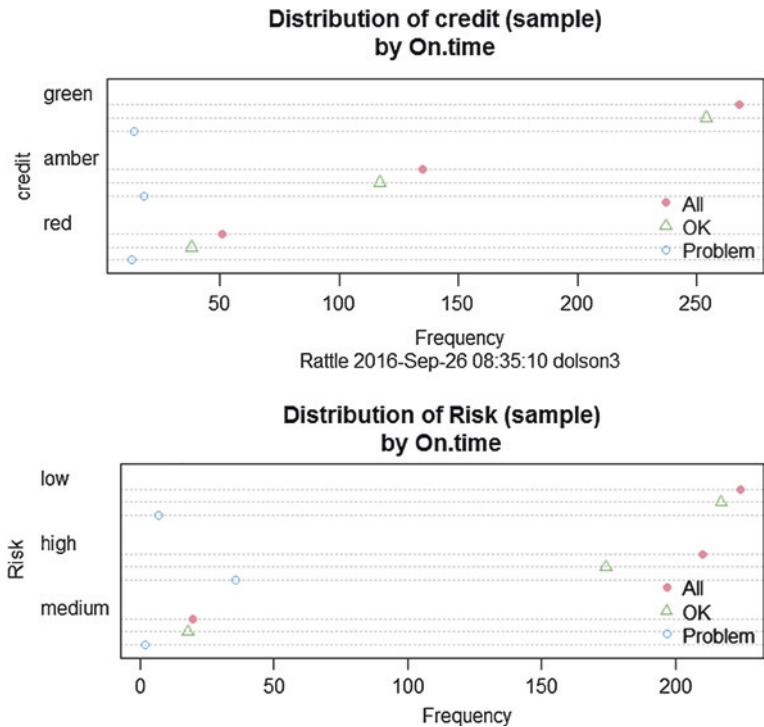 Distribution of credit (sample)
by On.time
green
amber
red
credit
All
OK
Problem
50
100
150
200
250
Frequency
Rattle 2016-Sep-26 08:35:10 dolson3
Distribution of Risk (sample)
by On.time
low
high
medium
Risk
All
OK
Problem
0
50
100
150
200
Frequency